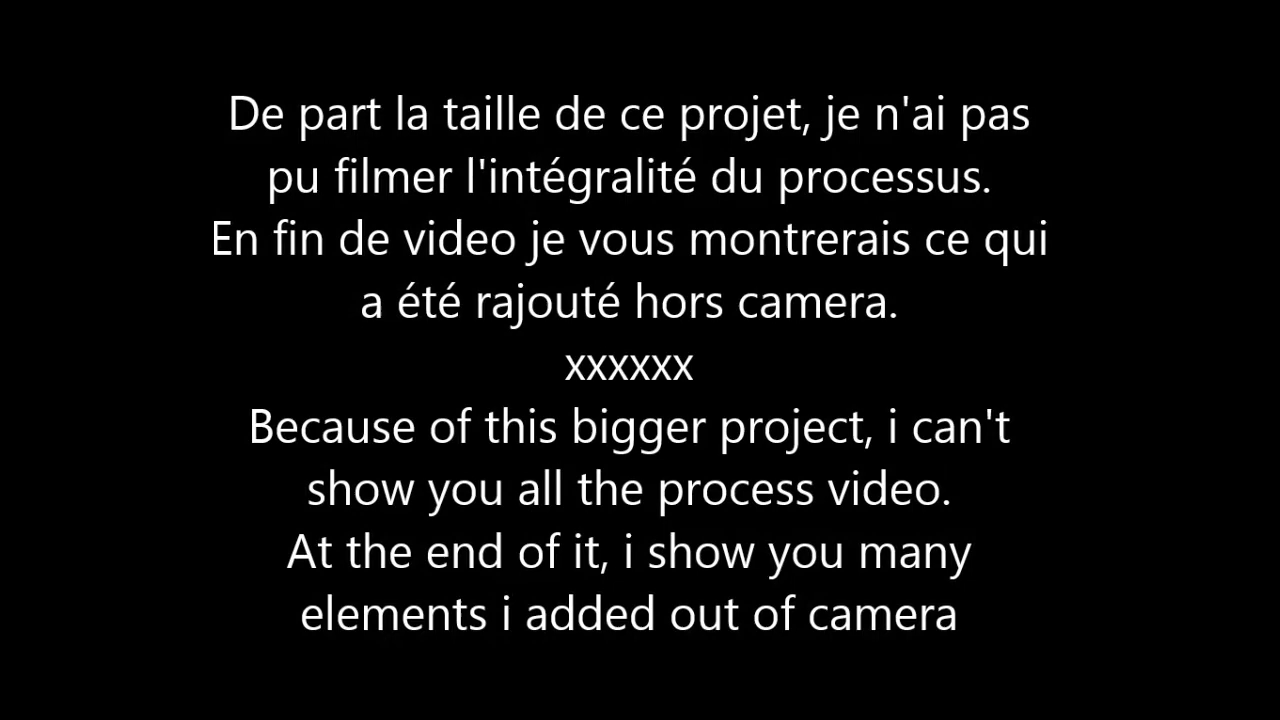 De part la taille de ce projet, je n'ai pas
pu filmer l'intégralité du processus.
En fin de video je vous montrerais ce qui
a été rajouté hors camera.
xxxxxx
Because of this bigger project, i can't
show you all the process video.
At the end of it, i show you many
elements i added out of camera